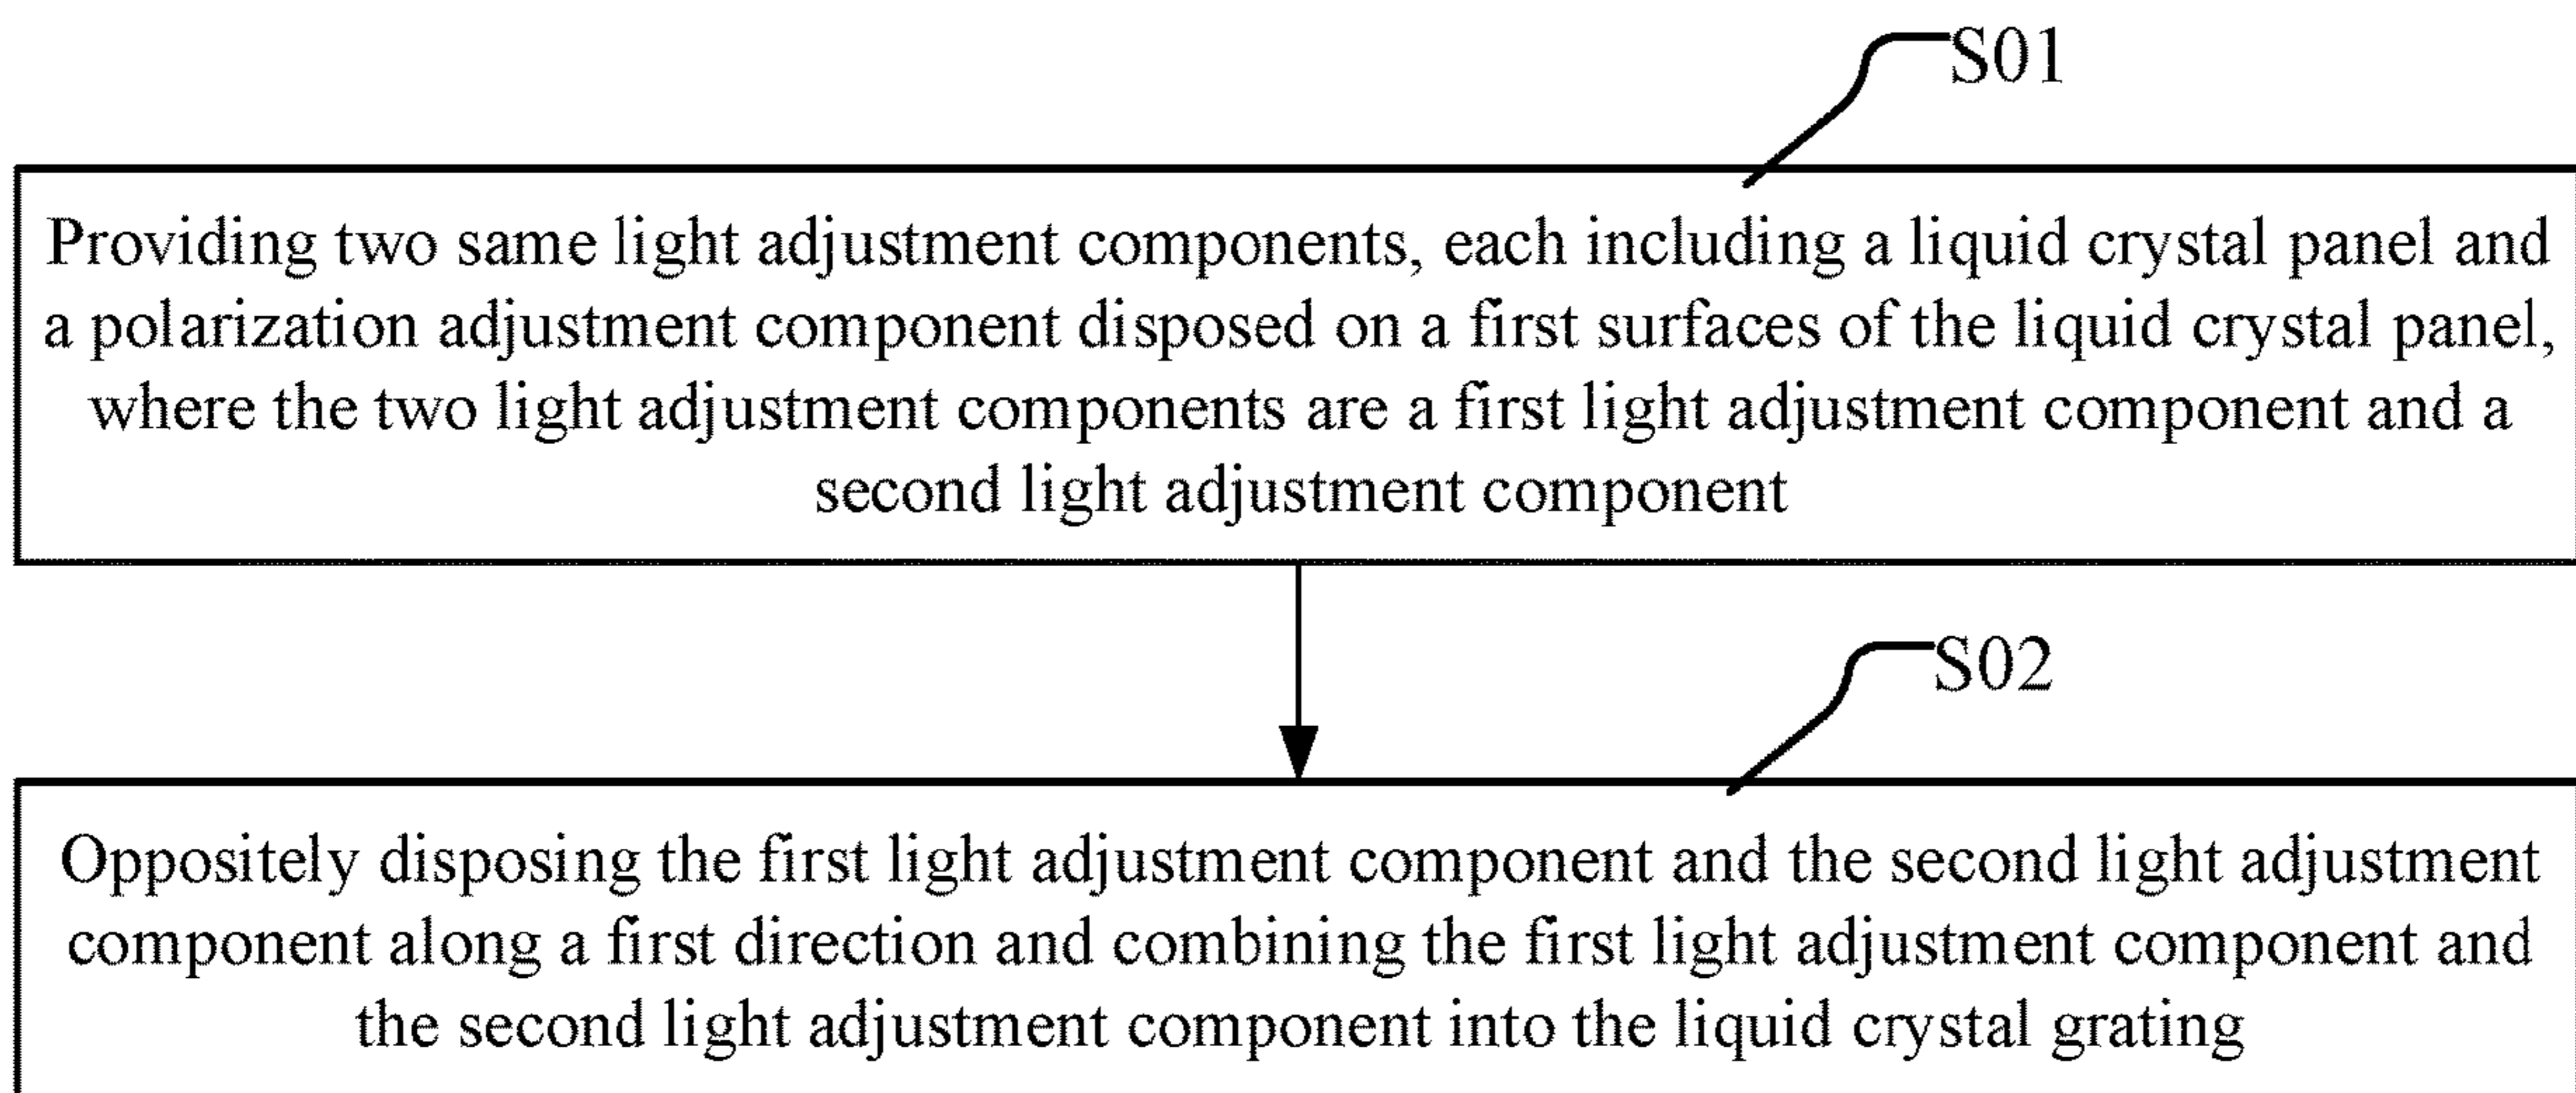 S01
Providing two same light adjustment components, each including a liquid crystal panel and
a polarization adjustment component disposed on a first surfaces of the liquid crystal panel,
where the two light adjustment components are a first light adjustment component and a
second light adjustment component
S02
Oppositely disposing the first light adjustment component and the second light adjustment
component along a first direction and combining the first light adjustment component and
the second light adjustment component into the liquid crystal grating